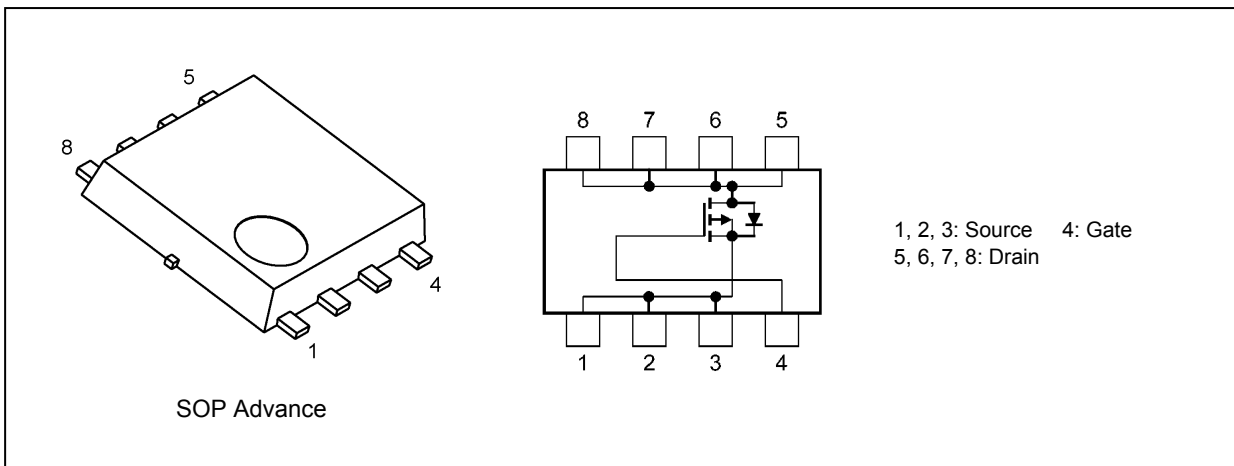 5
8
4
1
SOP Advance
8 7 6 5
1 2 3 4
1, 2, 3: Source 4: Gate
5, 6, 7, 8: Drain